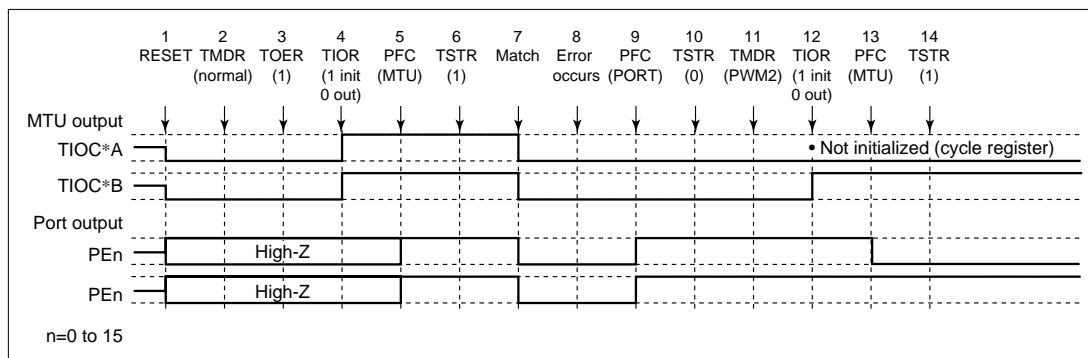 1 2 3 4 5 6 7 8 9 10 11 12 13 14
RESET TMDR TOER TIOR PFC TSTR Match Error PFC TSTR TMDR TIOR PFC TSTR
(normal) (1) (1 init (MTU) (1) occurs (PORT) (0) (PWM2) (1 init (MTU) (1)
0 out) 0 out)
MTU output
TIOC*A • Not initialized (cycle register)
TIOC*B
Port output
PEn High-Z
PEn High-Z
n=0 to 15